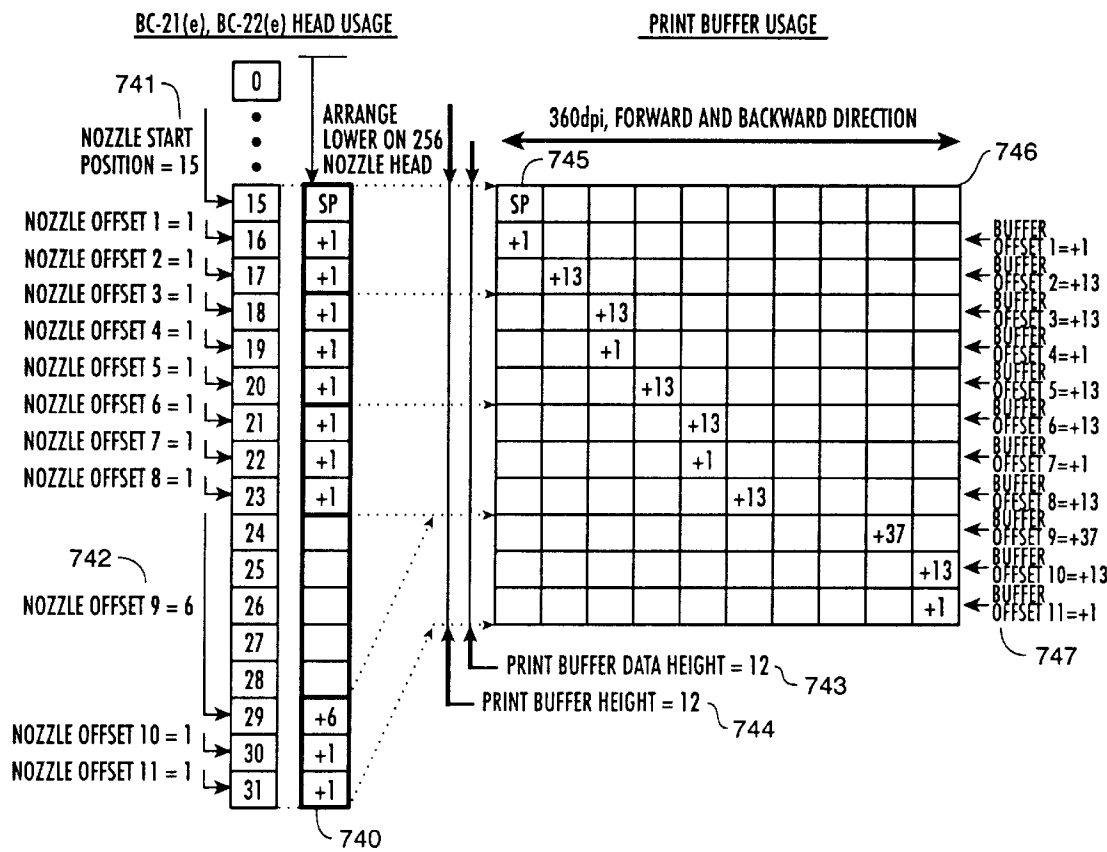 BC-21(e), BC-22(e) HEAD USAGE
PRINT BUFFER USAGE
741
0
NOZZLE START
POSITION = 15
ARRANGE
LOWER ON 256
NOZZLE HEAD
360dpi, FORWARD AND BACKWARD DIRECTION
745
746
15 SP SP
NOZZLE OFFSET 1 = 1
16 +1 +1
BUFFER
OFFSET 1=+1
NOZZLE OFFSET 2 = 1
17 +1 +13
BUFFER
OFFSET 2=+13
NOZZLE OFFSET 3 = 1
18 +1 +13
BUFFER
OFFSET 3=+13
NOZZLE OFFSET 4 = 1
19 +1 +1
BUFFER
OFFSET 4=+1
NOZZLE OFFSET 5 = 1
20 +1 +13
BUFFER
OFFSET 5=+13
NOZZLE OFFSET 6 = 1
21 +1 +13
BUFFER
OFFSET 6=+13
NOZZLE OFFSET 7 = 1
22 +1 +1
BUFFER
OFFSET 7=+1
NOZZLE OFFSET 8 = 1
23 +1 +13
BUFFER
OFFSET 8=+13
24 +37
BUFFER
OFFSET 9=+37
742
25 +13
BUFFER
OFFSET 10=+13
NOZZLE OFFSET 9 = 6
26 +1
BUFFER
OFFSET 11=+1
747
27
28
PRINT BUFFER DATA HEIGHT = 12
743
29 +6
PRINT BUFFER HEIGHT = 12
744
NOZZLE OFFSET 10 = 1
30 +1
NOZZLE OFFSET 11 = 1
31 +1
740